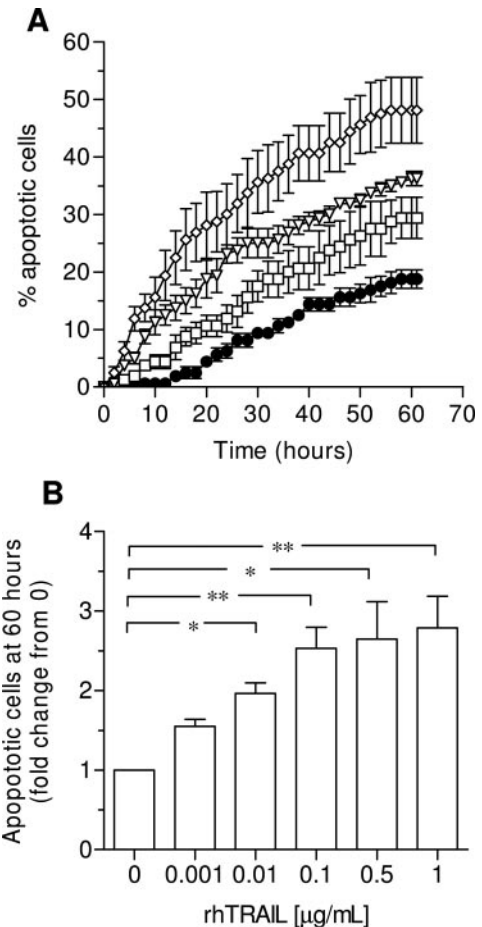 A
60
50
40
30
20
10
0
% apoptotic cells
0 10 20 30 40 50 60 70
Time (hours)
B
4
3
2
1
0
Apopototic cells at 60 hours
(fold change from 0)
**
*
**
*
0 0.001 0.01 0.1 0.5 1
rhTRAIL [µg/mL]